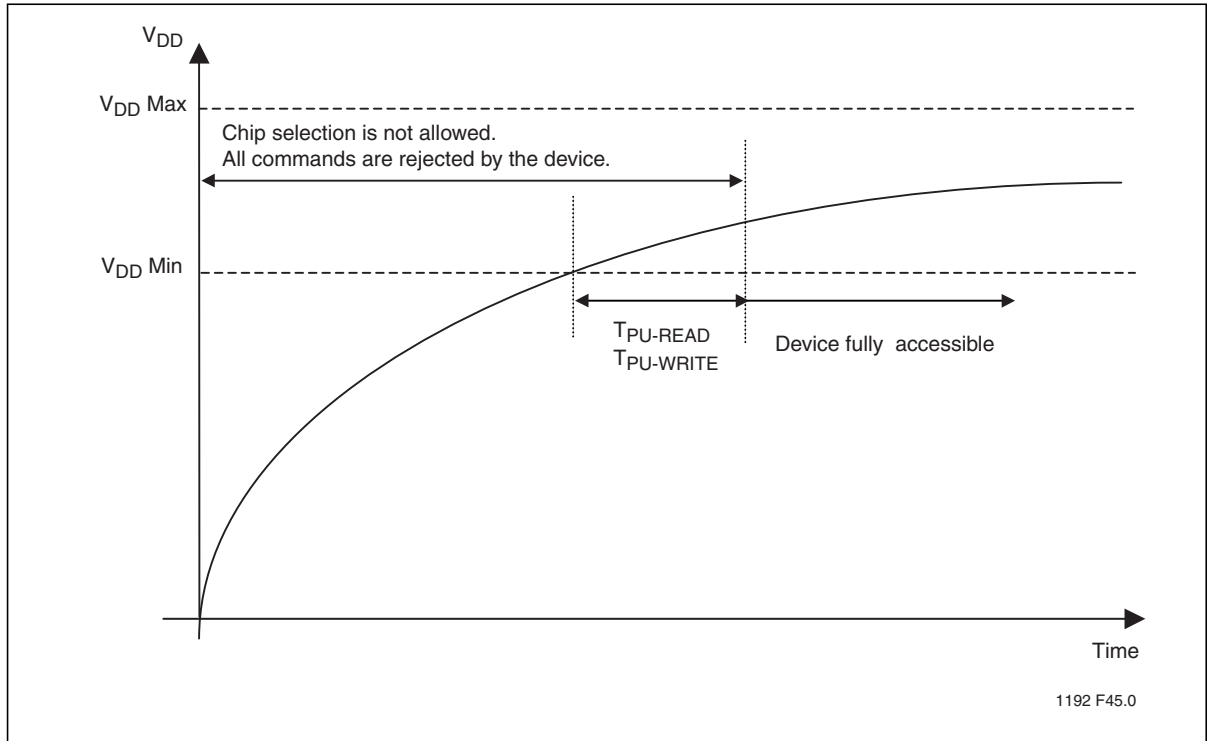 VDD
VDD Max
Chip selection is not allowed.
All commands are rejected by the device.
VDD Min
TPU-READ
TPU-WRITE
Device fully accessible
Time
1192 F45.0